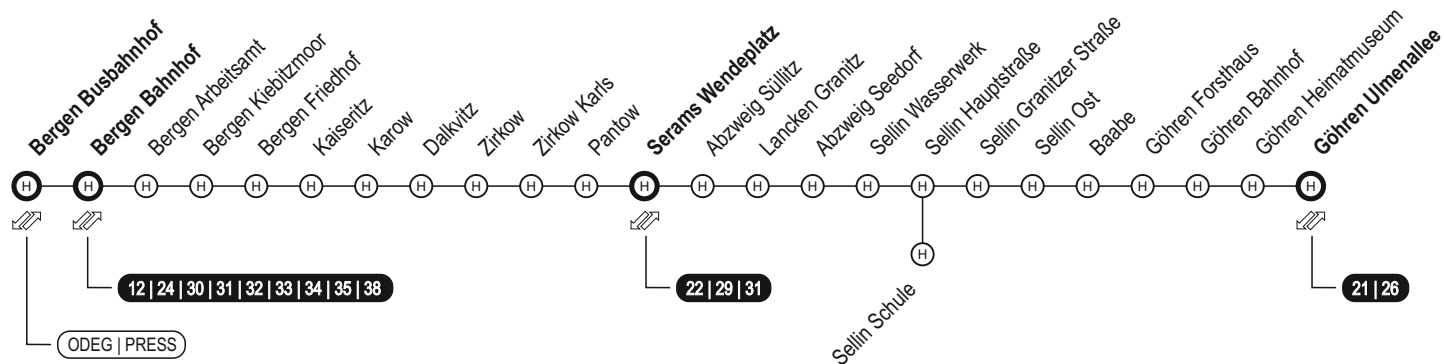 Bergen Busbahnhof
Bergen Bahnhof
Bergen Arbeitsamt
Bergen Kiebitzmoor
Bergen Friedhof
Kaiseritz
Karow
Dalkvitz
Zirkow
Zirkow Karls
Pantow
Serams Wendeplatz
Abzweig Süllitz
Lancken Granitz
Abzweig Seedorf
Sellin Wasserwerk
Sellin Hauptstraße
Sellin Granitzer Straße
Sellin Ost
Baabe
Göhren Forsthaus
Göhren Bahnhof
Göhren Heimatmuseum
Göhren Ulmenallee
H H H H H H H H H H H H H H H H H H H H H H H H
H
12 | 24 | 30 | 31 | 32 | 33 | 34 | 35 | 38
22 | 29 | 31
21 | 26
Sellin Schule
ODEG | PRESS